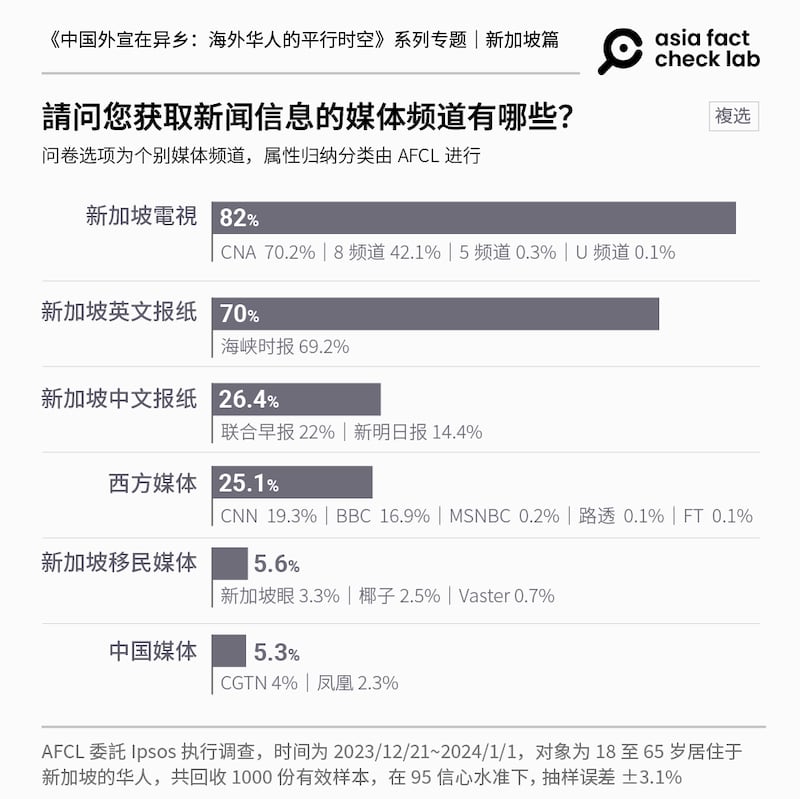 《中国外宣在异乡：海外华人的平行时空》系列专题｜新加坡篇
asia fact
check lab
請问您获取新闻信息的媒体频道有哪些？
複选
问卷选项为个别媒体频道，属性归纳分类由 AFCL 进行
新加坡電視
82%
CNA 70.2%｜8 频道 42.1%｜5 频道 0.3%｜U 频道 0.1%
新加坡英文报纸
70%
海峡时报 69.2%
新加坡中文报纸
26.4%
联合早报 22%｜新明日报 14.4%
西方媒体
25.1%
CNN 19.3%｜BBC 16.9%｜MSNBC 0.2%｜路透 0.1%｜FT 0.1%
新加坡移民媒体
5.6%
新加坡眼 3.3%｜椰子 2.5%｜Vaster 0.7%
中国媒体
5.3%
CGTN 4%｜凤凰 2.3%
AFCL 委託 Ipsos 执行调查，时间为 2023/12/21~2024/1/1，对象为 18 至 65 岁居住于
新加坡的华人，共回收 1000 份有效样本，在 95 信心水准下，抽样误差 ±3.1%